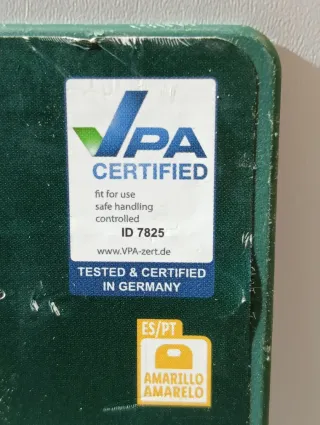 VPA
CERTIFIED
fit for use
safe handling
controlled
ID 7825
www.VPA-zert.de
TESTED & CERTIFIED
IN GERMANY
ES/PT
AMARILLO
AMARELO